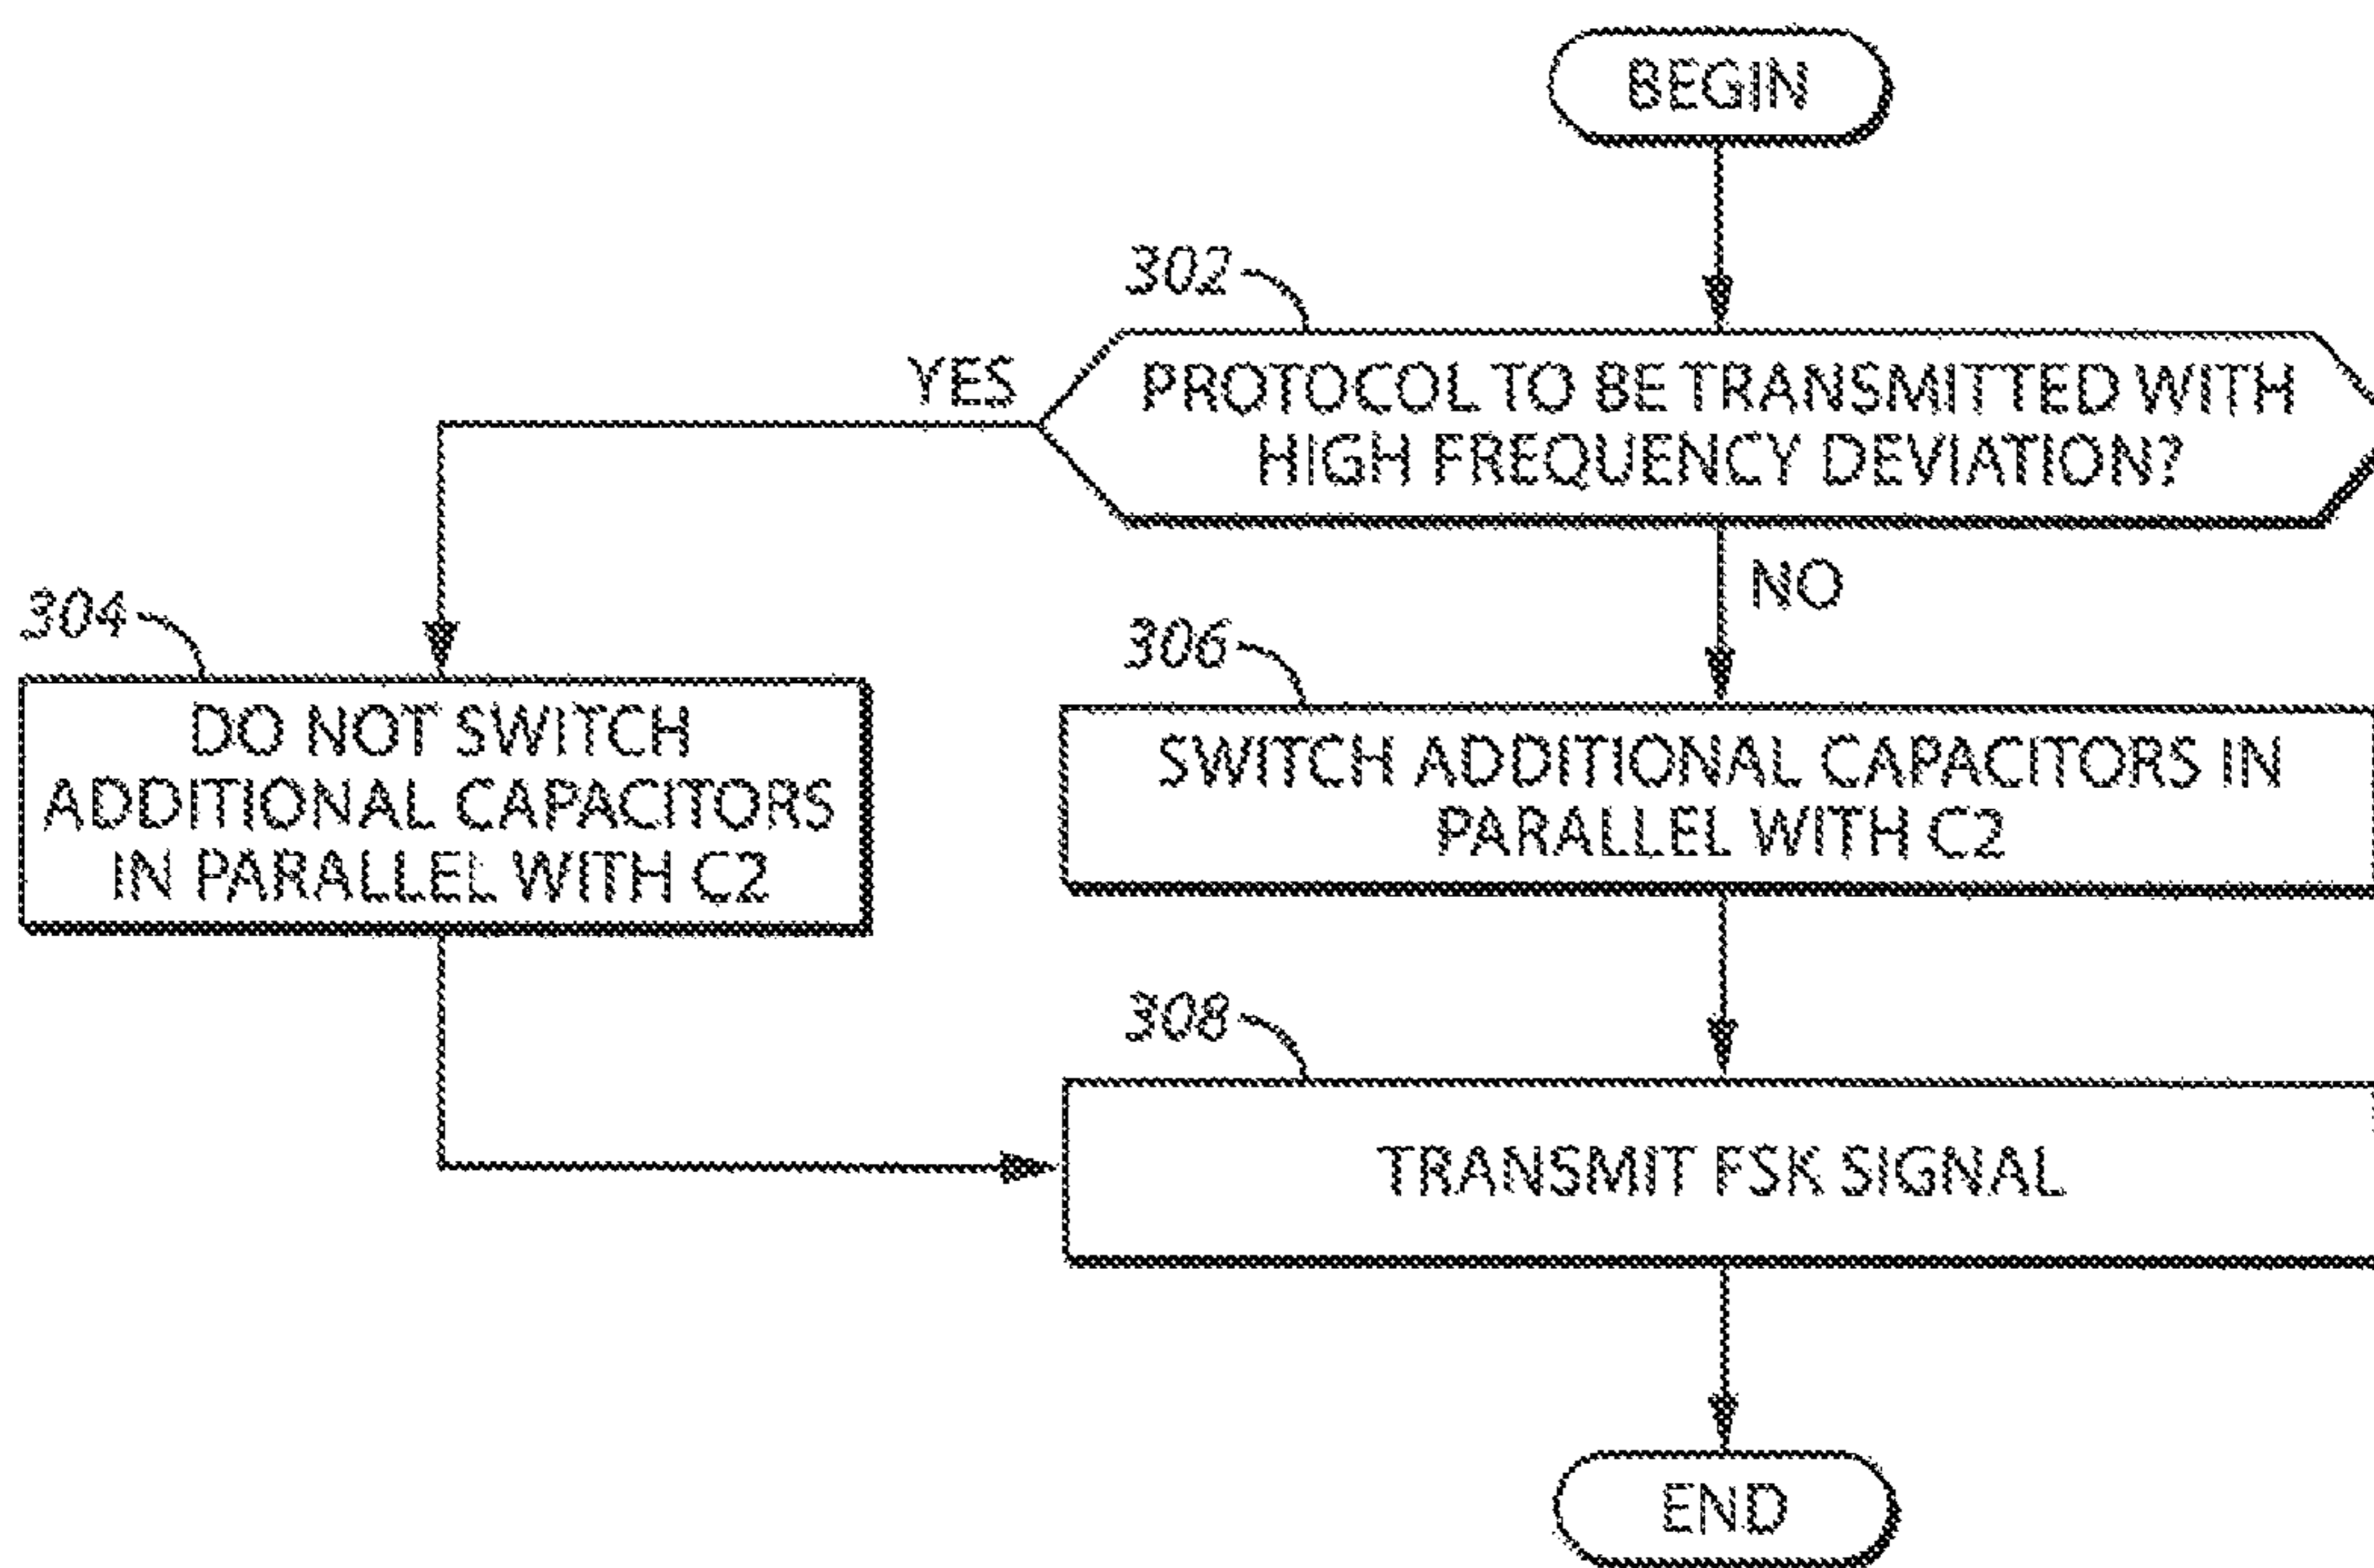 BEGIN
302
PROTOCOL TO BE TRANSMITTED WITH
HIGH FREQUENCY DEVIATION?
YES
NO
304
DO NOT SWITCH
ADDITIONAL CAPACITORS
IN PARALLEL WITH C2
306
SWITCH ADDITIONAL CAPACITORS IN
PARALLEL WITH C2
308
TRANSMIT FSK SIGNAL
END